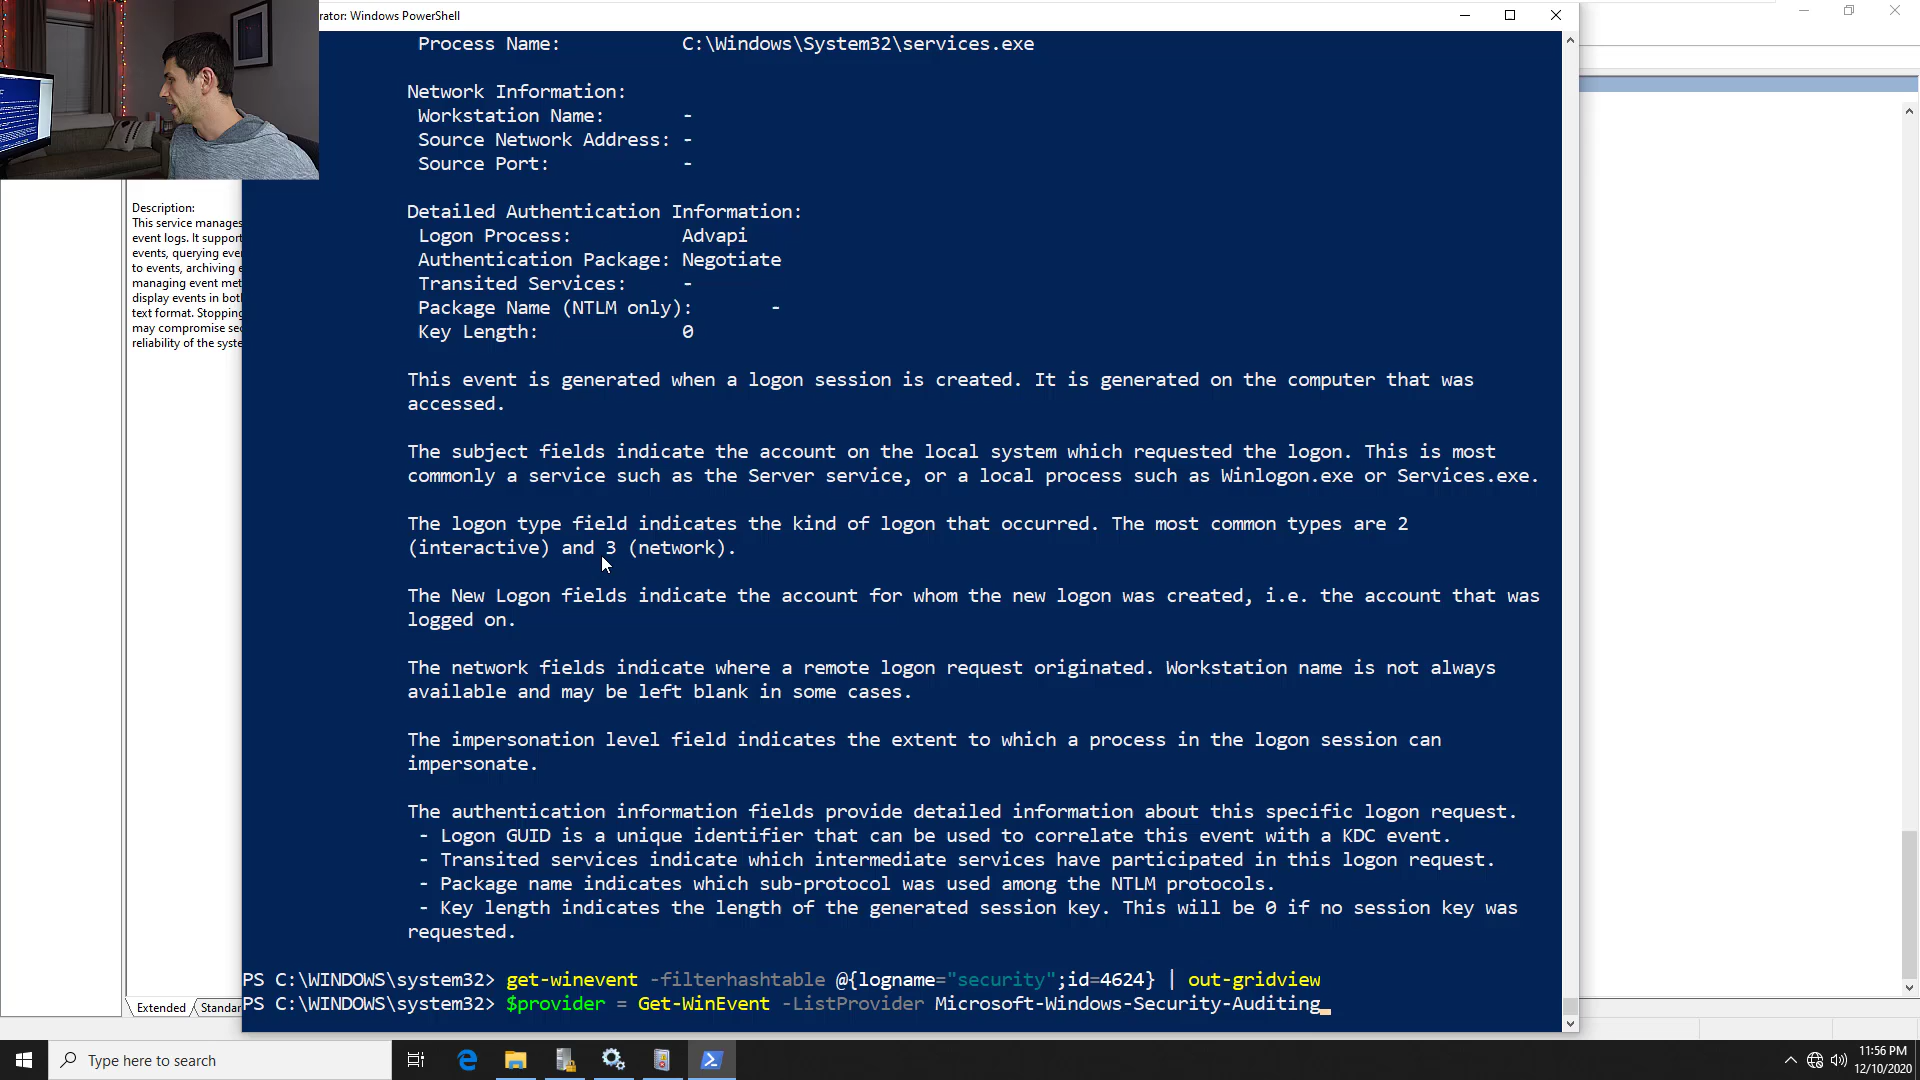 rator: Windows PowerShell
Process Name: C:\Windows\System32\services.exe
Network Information:
Workstation Name: -
Source Network Address: -
Source Port: -
Detailed Authentication Information:
Logon Process: Advapi
Authentication Package: Negotiate
Transited Services: -
Package Name (NTLM only): -
Key Length: 0
This event is generated when a logon session is created. It is generated on the computer that was
accessed.
The subject fields indicate the account on the local system which requested the logon. This is most
commonly a service such as the Server service, or a local process such as Winlogon.exe or Services.exe.
The logon type field indicates the kind of logon that occurred. The most common types are 2
(interactive) and 3 (network).
The New Logon fields indicate the account for whom the new logon was created, i.e. the account that was
logged on.
The network fields indicate where a remote logon request originated. Workstation name is not always
available and may be left blank in some cases.
The impersonation level field indicates the extent to which a process in the logon session can
impersonate.
The authentication information fields provide detailed information about this specific logon request.
- Logon GUID is a unique identifier that can be used to correlate this event with a KDC event.
- Transited services indicate which intermediate services have participated in this logon request.
- Package name indicates which sub-protocol was used among the NTLM protocols.
- Key length indicates the length of the generated session key. This will be 0 if no session key was
requested.
PS C:\WINDOWS\system32> get-winevent -filterhashtable @{logname="security";id=4624} | out-gridview
PS C:\WINDOWS\system32> $provider = Get-WinEvent -ListProvider Microsoft-Windows-Security-Auditing_
Description:
This service manages
event logs. It support
events, querying eve
to events, archiving e
managing event met
display events in both
text format. Stopping
may compromise sec
reliability of the syste
Extended
Standar
Type here to search
11:56 PM
12/10/2020